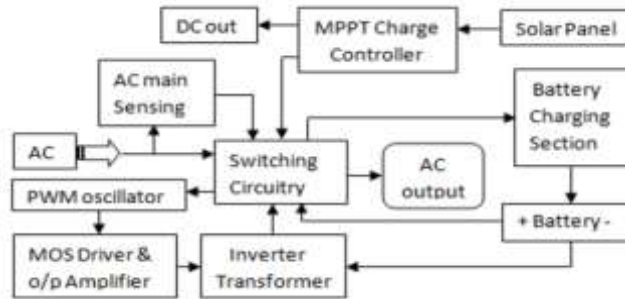 DC out
MPPT Charge
Controller
Solar Panel
AC main
Sensing
Battery
Charging
Section
AC
Switching
Circuitry
AC
output
PWM oscillator
+ Battery -
MOS Driver &
o/p Amplifier
Inverter
Transformer